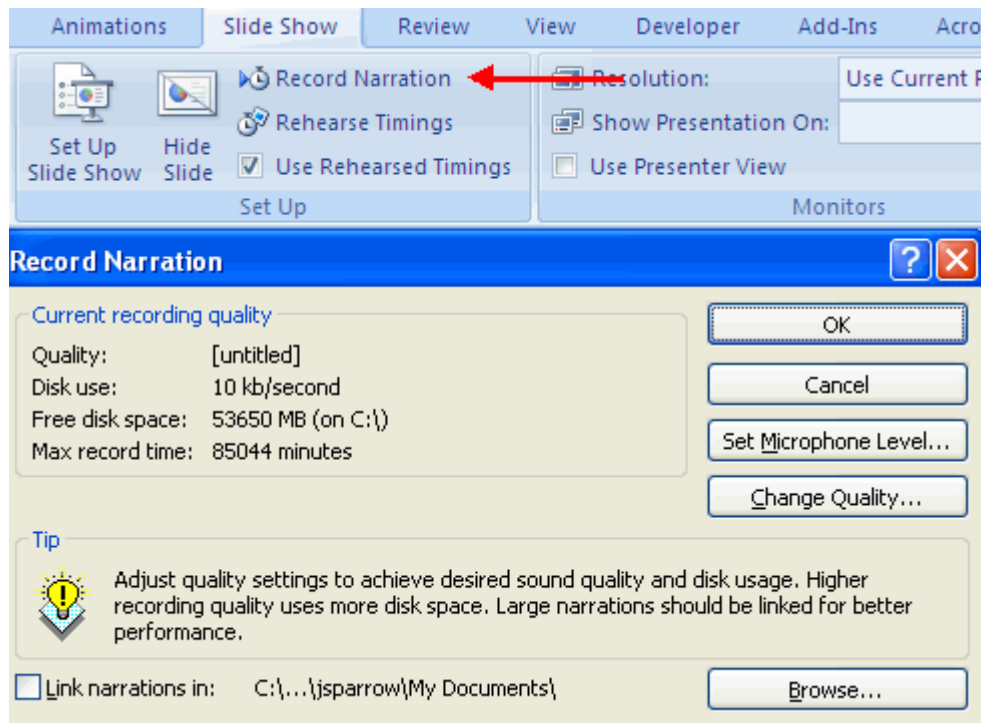 Animations Slide Show Review View Developer Add-Ins Acro
Record Narration Resolution: Use Current P
Rehearse Timings Show Presentation On:
Set Up Slide Show Hide Slide Use Rehearsed Timings Use Presenter View
Set Up Monitors
Record Narration
Current recording quality
Quality: [untitled]
Disk use: 10 kb/second
Free disk space: 53650 MB (on C:\)
Max record time: 85044 minutes
OK
Cancel
Set Microphone Level...
Change Quality...
Tip
Adjust quality settings to achieve desired sound quality and disk usage. Higher
recording quality uses more disk space. Large narrations should be linked for better
performance.
Link narrations in: C:\...\jsparrow\My Documents\
Browse...